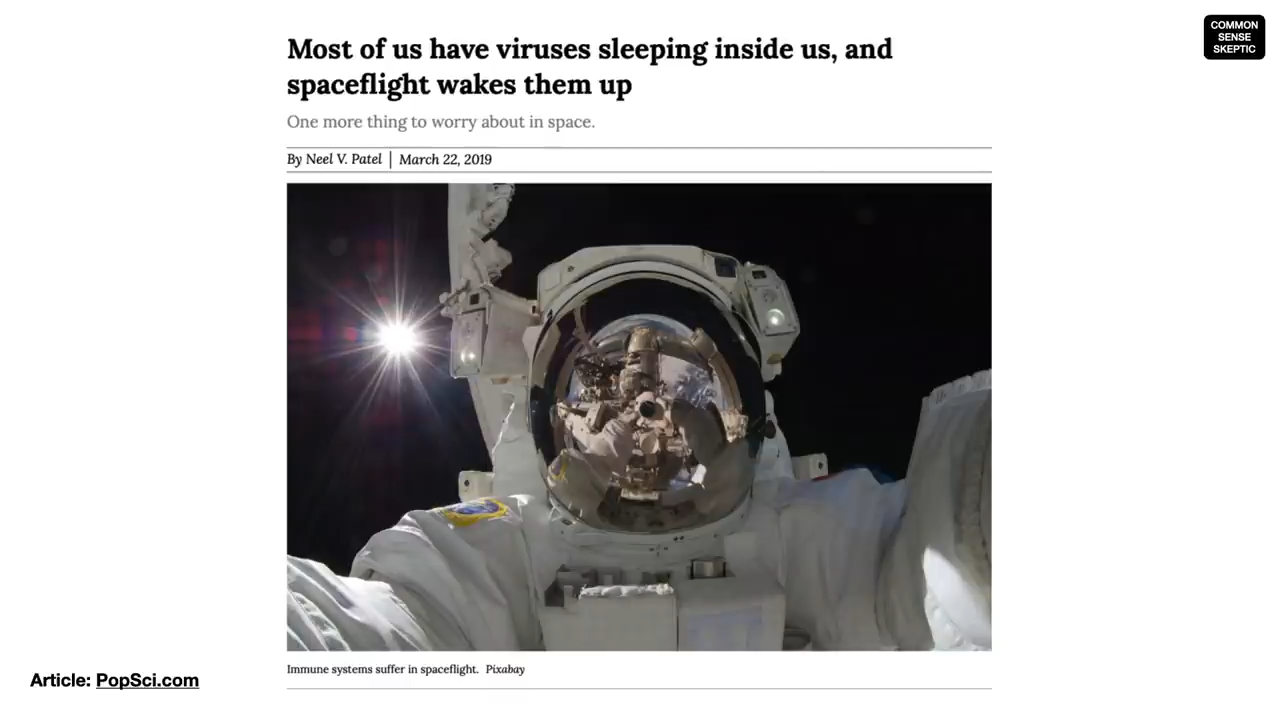 COMMON
SENSE
SKEPTIC
Most of us have viruses sleeping inside us, and
spaceflight wakes them up
One more thing to worry about in space.
By Neel V. Patel | March 22, 2019
Immune systems suffer in spaceflight. Pixabay
Article: PopSci.com